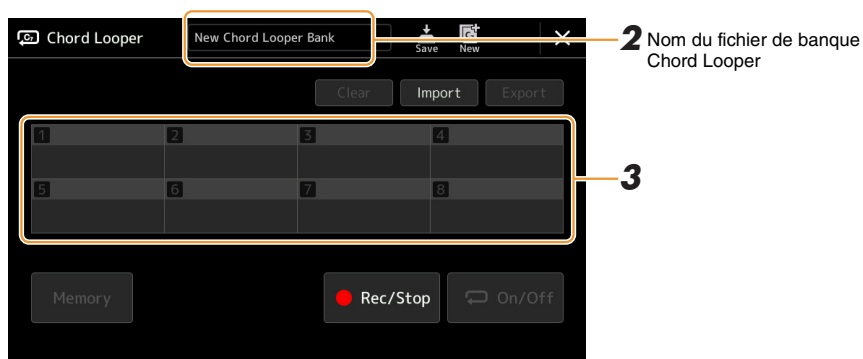 Chord Looper
New Chord Looper Bank
Save
New
2 Nom du fichier de banque
Chord Looper
Clear
Import
Export
1
2
3
4
3
5
6
7
8
Memory
Rec/Stop
On/Off